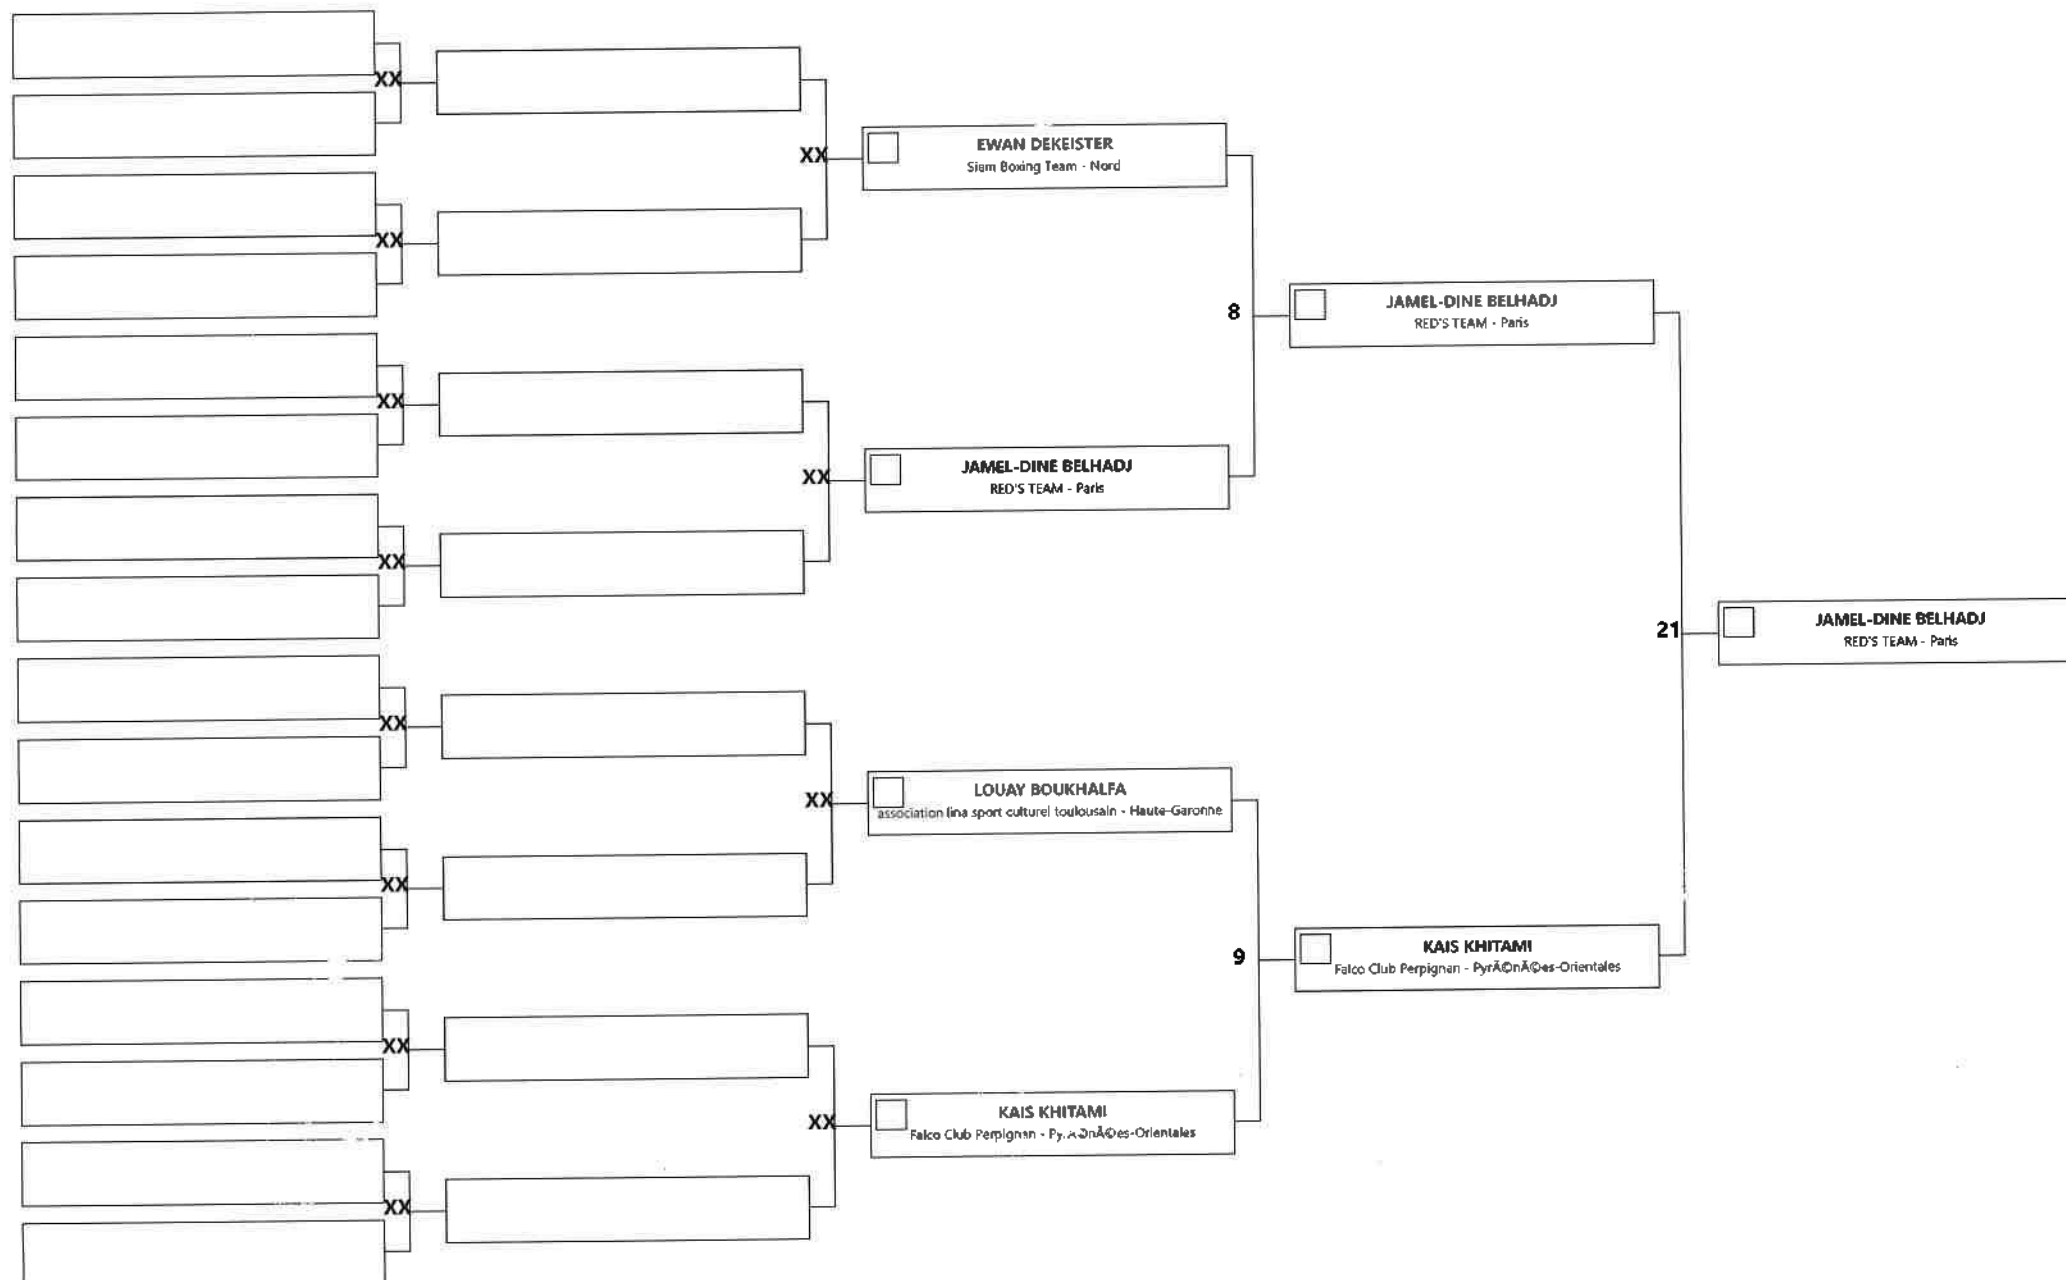 XX
XX
EWAN DEKEISTER
Siam Boxing Team - Nord
XX
8
JAMEL-DINE BELHADJ
RED'S TEAM - Paris
XX
XX
JAMEL-DINE BELHADJ
RED'S TEAM - Paris
XX
XX
21
JAMEL-DINE BELHADJ
RED'S TEAM - Paris
XX
LOUAY BOUKHALFA
association lina sport culturel toulousain - Haute-Garonne
XX
XX
9
KAIS KHITAMI
Falco Club Perpignan - PyrÃ©nÃ©es-Orientales
XX
KAIS KHITAMI
Falco Club Perpignan -
XX
XX